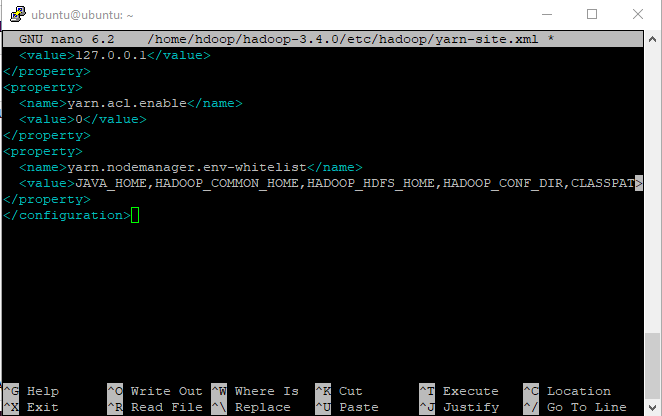 ubuntu@ubuntu: ~
GNU nano 6.2 /home/hdoop/hadoop-3.4.0/etc/hadoop/yarn-site.xml *
<value>127.0.0.1</value>
</property>
<property>
<name>yarn.acl.enable</name>
<value>0</value>
</property>
<property>
<name>yarn.nodemanager.env-whitelist</name>
<value>JAVA_HOME,HADOOP_COMMON_HOME,HADOOP_HDFS_HOME,HADOOP_CONF_DIR,CLASSPAT>
</property>
</configuration>
^G Help ^O Write Out ^W Where Is ^K Cut ^T Execute ^C Location
^X Exit ^R Read File ^\ Replace ^U Paste ^J Justify ^/ Go To Line